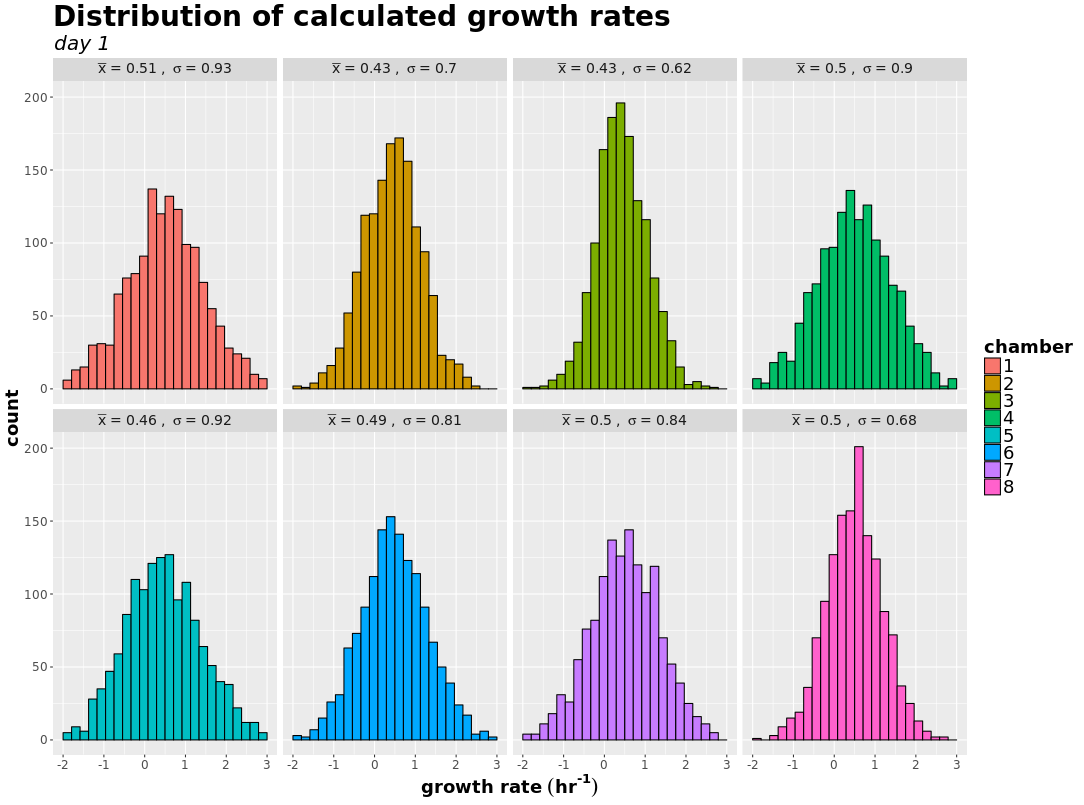 Distribution of calculated growth rates
day 1
x̅ = 0.51 , σ = 0.93
x̅ = 0.43 , σ = 0.7
x̅ = 0.43 , σ = 0.62
x̅ = 0.5 , σ = 0.9
200
150
100
50
0
x̅ = 0.46 , σ = 0.92
x̅ = 0.49 , σ = 0.81
x̅ = 0.5 , σ = 0.84
x̅ = 0.5 , σ = 0.68
200
150
100
50
0
-2 -1 0 1 2 3
-2 -1 0 1 2 3
-2 -1 0 1 2 3
-2 -1 0 1 2 3
growth rate (hr⁻¹)
count
chamber
1
2
3
4
5
6
7
8